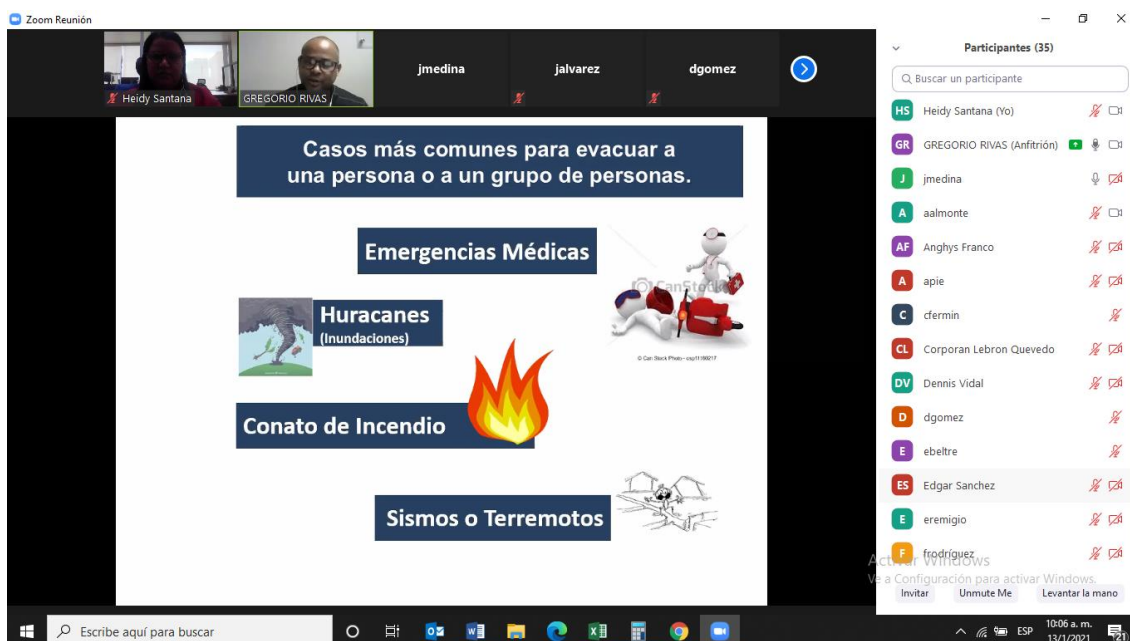 Zoom Reunión
Heidy Santana
GREGORIO RIVAS
jmedina
jalvarez
dgomez
Casos más comunes para evacuar a
una persona o a un grupo de personas.
Emergencias Médicas
CanStock
© Can Stock Photo - csp11190217
Huracanes
(Inundaciones)
Conato de Incendio
Sismos o Terremotos
Participantes (35)
Buscar un participante
HS Heidy Santana (Yo)
GR GREGORIO RIVAS (Anfitrión)
J jmedina
A aalmonte
AF Anghys Franco
A apie
C cfermin
CL Corporan Lebron Quevedo
DV Dennis Vidal
D dgomez
E ebeltre
ES Edgar Sanchez
E eremigio
F frodríguez
Activar Windows
Ve a Configuración para activar Windows.
Invitar Unmute Me Levantar la mano
Escribe aquí para buscar
ESP
10:06 a. m.
13/1/2021
21